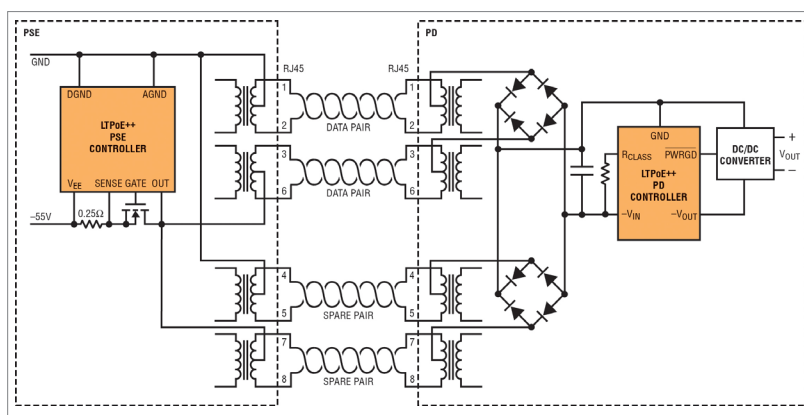 PSE
GND
DGND
AGND
LTPoE++
PSE
CONTROLLER
VEE
SENSE
GATE
OUT
–55V
0.25Ω
RJ45
RJ45
1
1
2
2
DATA PAIR
3
3
6
6
DATA PAIR
4
4
5
5
SPARE PAIR
7
7
8
8
SPARE PAIR
PD
GND
RCLASS
PWRGD
LTPoE++
PD
CONTROLLER
–VIN
–VOUT
DC/DC
CONVERTER
+
VOUT
–